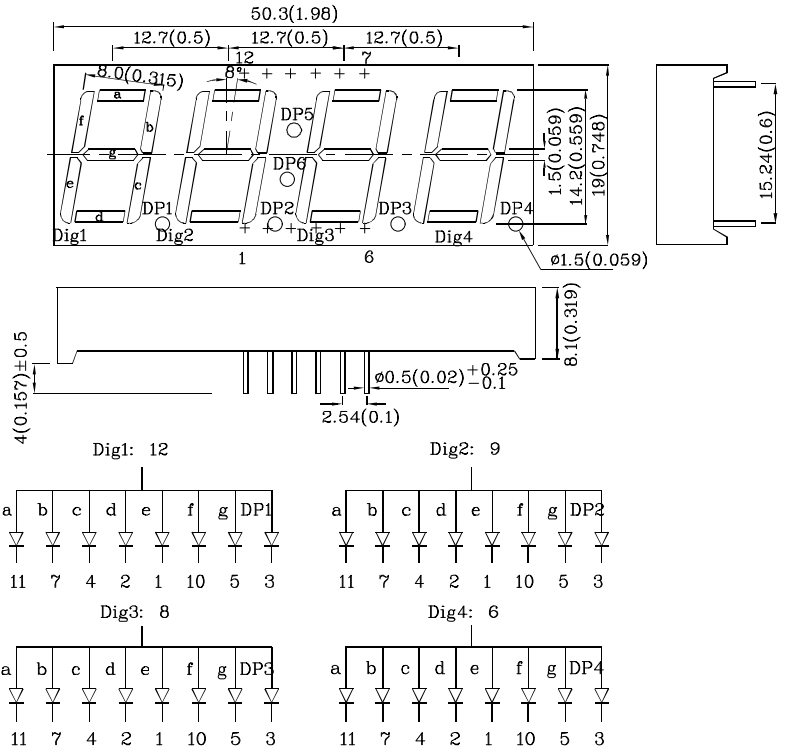 50.3(1.98)
12.7(0.5) 12.7(0.5) 12.7(0.5)
12 7
8.0(0.315) 8°
a
f b
g
e c
d
DP5
DP6
DP1 DP2 DP3 DP4
Dig1 Dig2 Dig3 Dig4
1 6
1.5(0.059)
14.2(0.559)
19(0.748)
ø1.5(0.059)
15.24(0.6)
8.1(0.319)
4(0.157)±0.5
ø0.5(0.02)+0.25 −0.1
2.54(0.1)
Dig1: 12
a b c d e f g DP1
11 7 4 2 1 10 5 3
Dig2: 9
a b c d e f g DP2
11 7 4 2 1 10 5 3
Dig3: 8
a b c d e f g DP3
11 7 4 2 1 10 5 3
Dig4: 6
a b c d e f g DP4
11 7 4 2 1 10 5 3